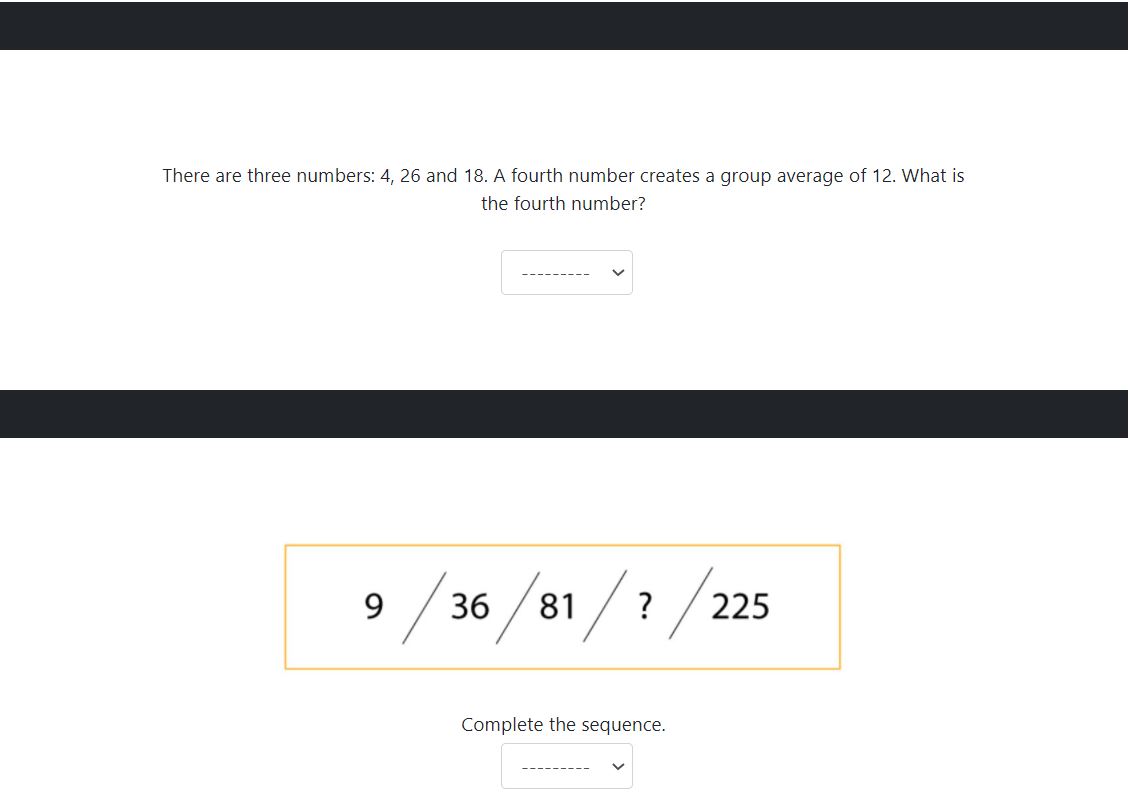 There are three numbers: 4, 26 and 18. A fourth number creates a group average of 12. What is
the fourth number?
---------
9 / 36 / 81 / ? / 225
Complete the sequence.
---------